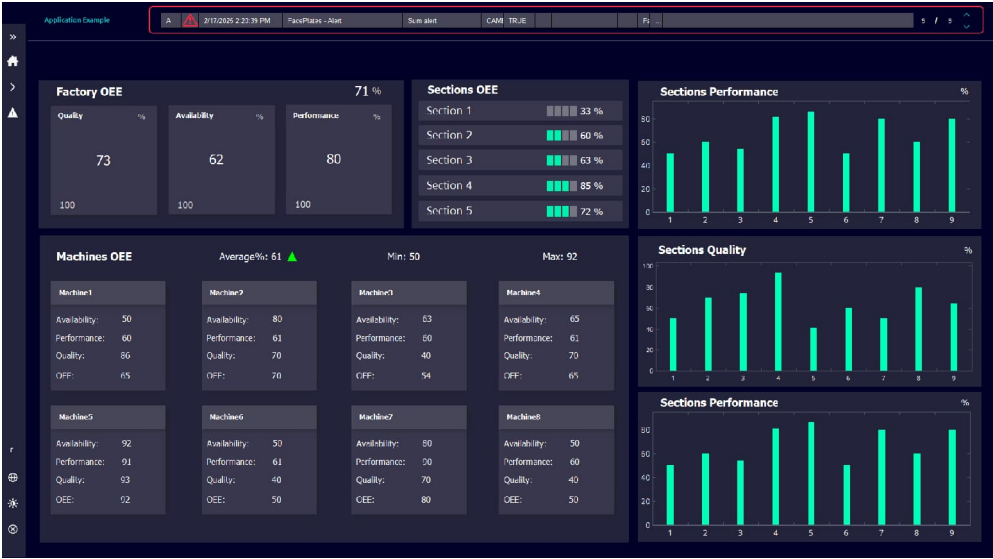 Application Example
A 2/17/2025 2:23:39 PM FacePlates - Alert Sum alert CAME TRUE Fa ... 5 / 5
Factory OEE 71 %
Quality % Availability % Performance %
73 62 80
100 100 100
Sections OEE
Section 1 33 %
Section 2 60 %
Section 3 63 %
Section 4 85 %
Section 5 72 %
Sections Performance %
80
60
40
20
0
1 2 3 4 5 6 7 8 9
Machines OEE Average%: 61 Min: 50 Max: 92
Machine1 Machine2 Machine3 Machine4
Availability: 50 Availability: 80 Availability: 63 Availability: 65
Performance: 60 Performance: 61 Performance: 60 Performance: 61
Quality: 86 Quality: 70 Quality: 40 Quality: 70
OEE: 65 OEE: 70 OEE: 54 OEE: 65
Machine5 Machine6 Machine7 Machine8
Availability: 92 Availability: 50 Availability: 80 Availability: 50
Performance: 91 Performance: 61 Performance: 90 Performance: 60
Quality: 93 Quality: 40 Quality: 70 Quality: 40
OEE: 92 OEE: 50 OEE: 80 OEE: 50
Sections Quality %
100
80
60
40
20
0
1 2 3 4 5 6 7 8 9
Sections Performance %
80
60
40
20
0
1 2 3 4 5 6 7 8 9